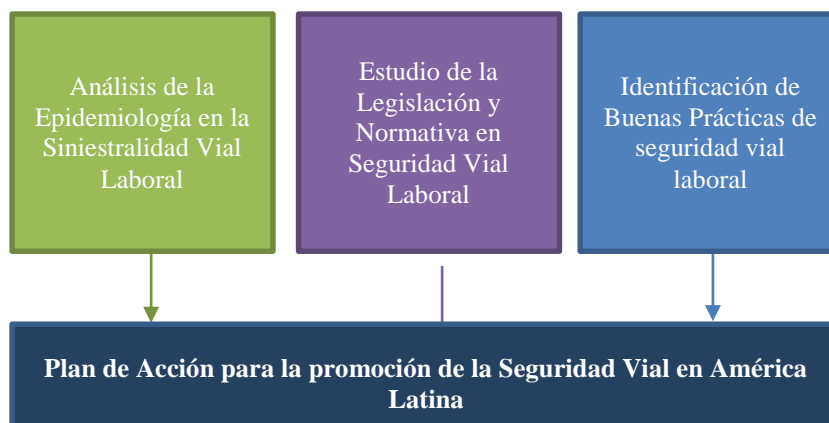 Análisis de la
Epidemiología en la
Siniestralidad Vial
Laboral
Estudio de la
Legislación y
Normativa en
Seguridad Vial
Laboral
Identificación de
Buenas Prácticas de
seguridad vial
laboral
Plan de Acción para la promoción de la Seguridad Vial en América
Latina